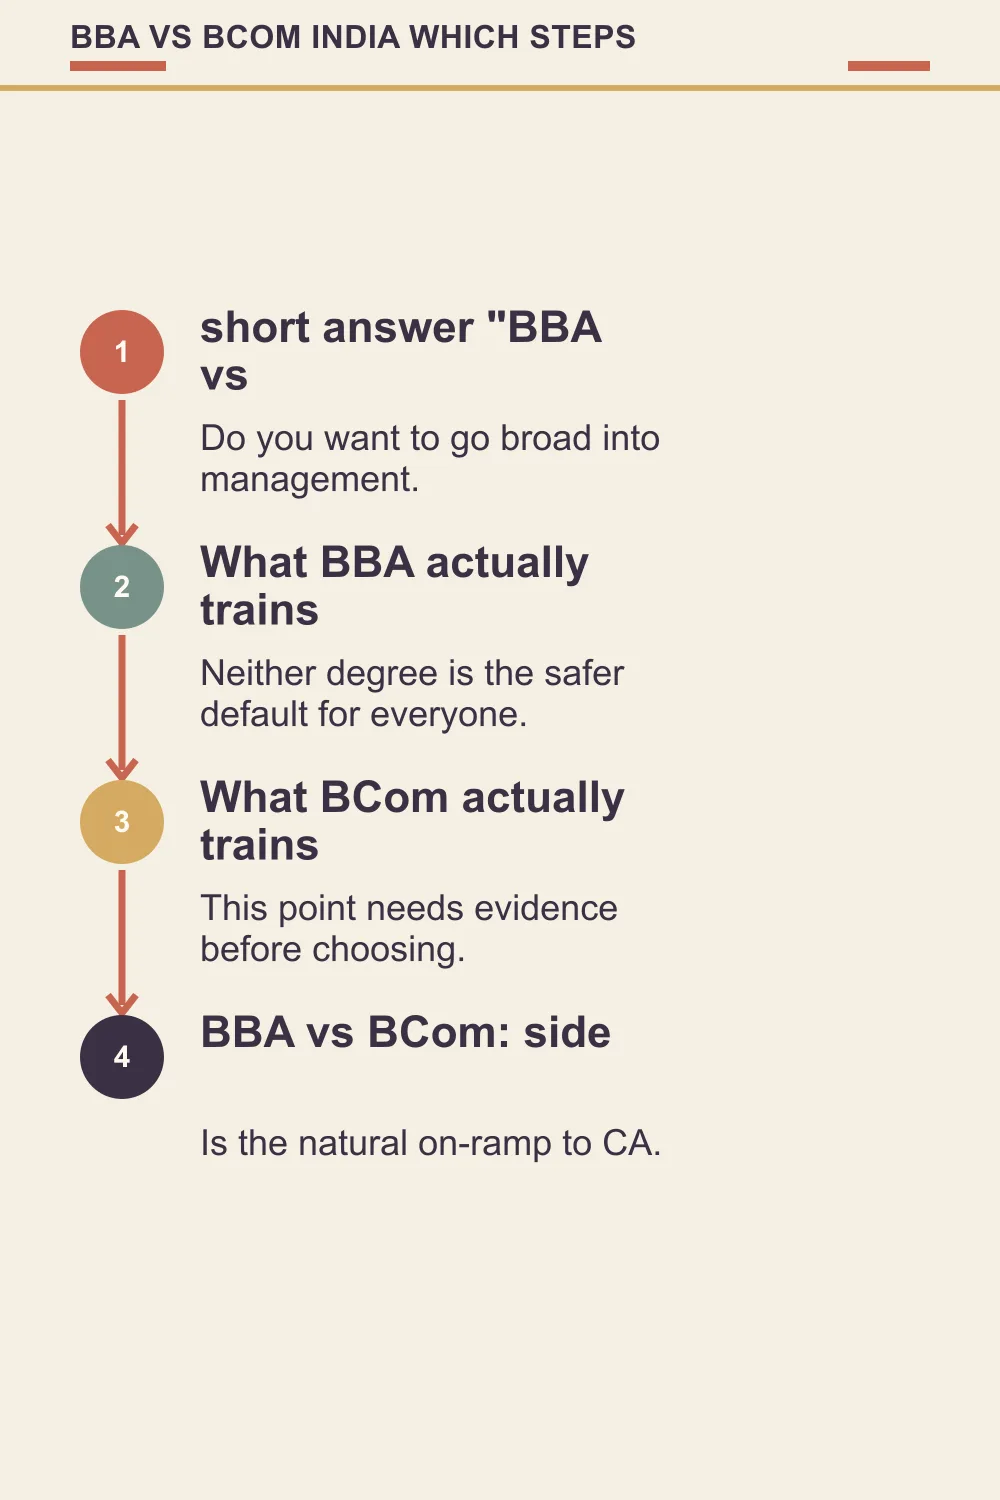 BBA VS BCOM INDIA WHICH STEPS
1
short answer "BBA
vs
Do you want to go broad into
management.
2
What BBA actually
trains
Neither degree is the safer
default for everyone.
3
What BCom actually
trains
This point needs evidence
before choosing.
4
BBA vs BCom: side
Is the natural on-ramp to CA.